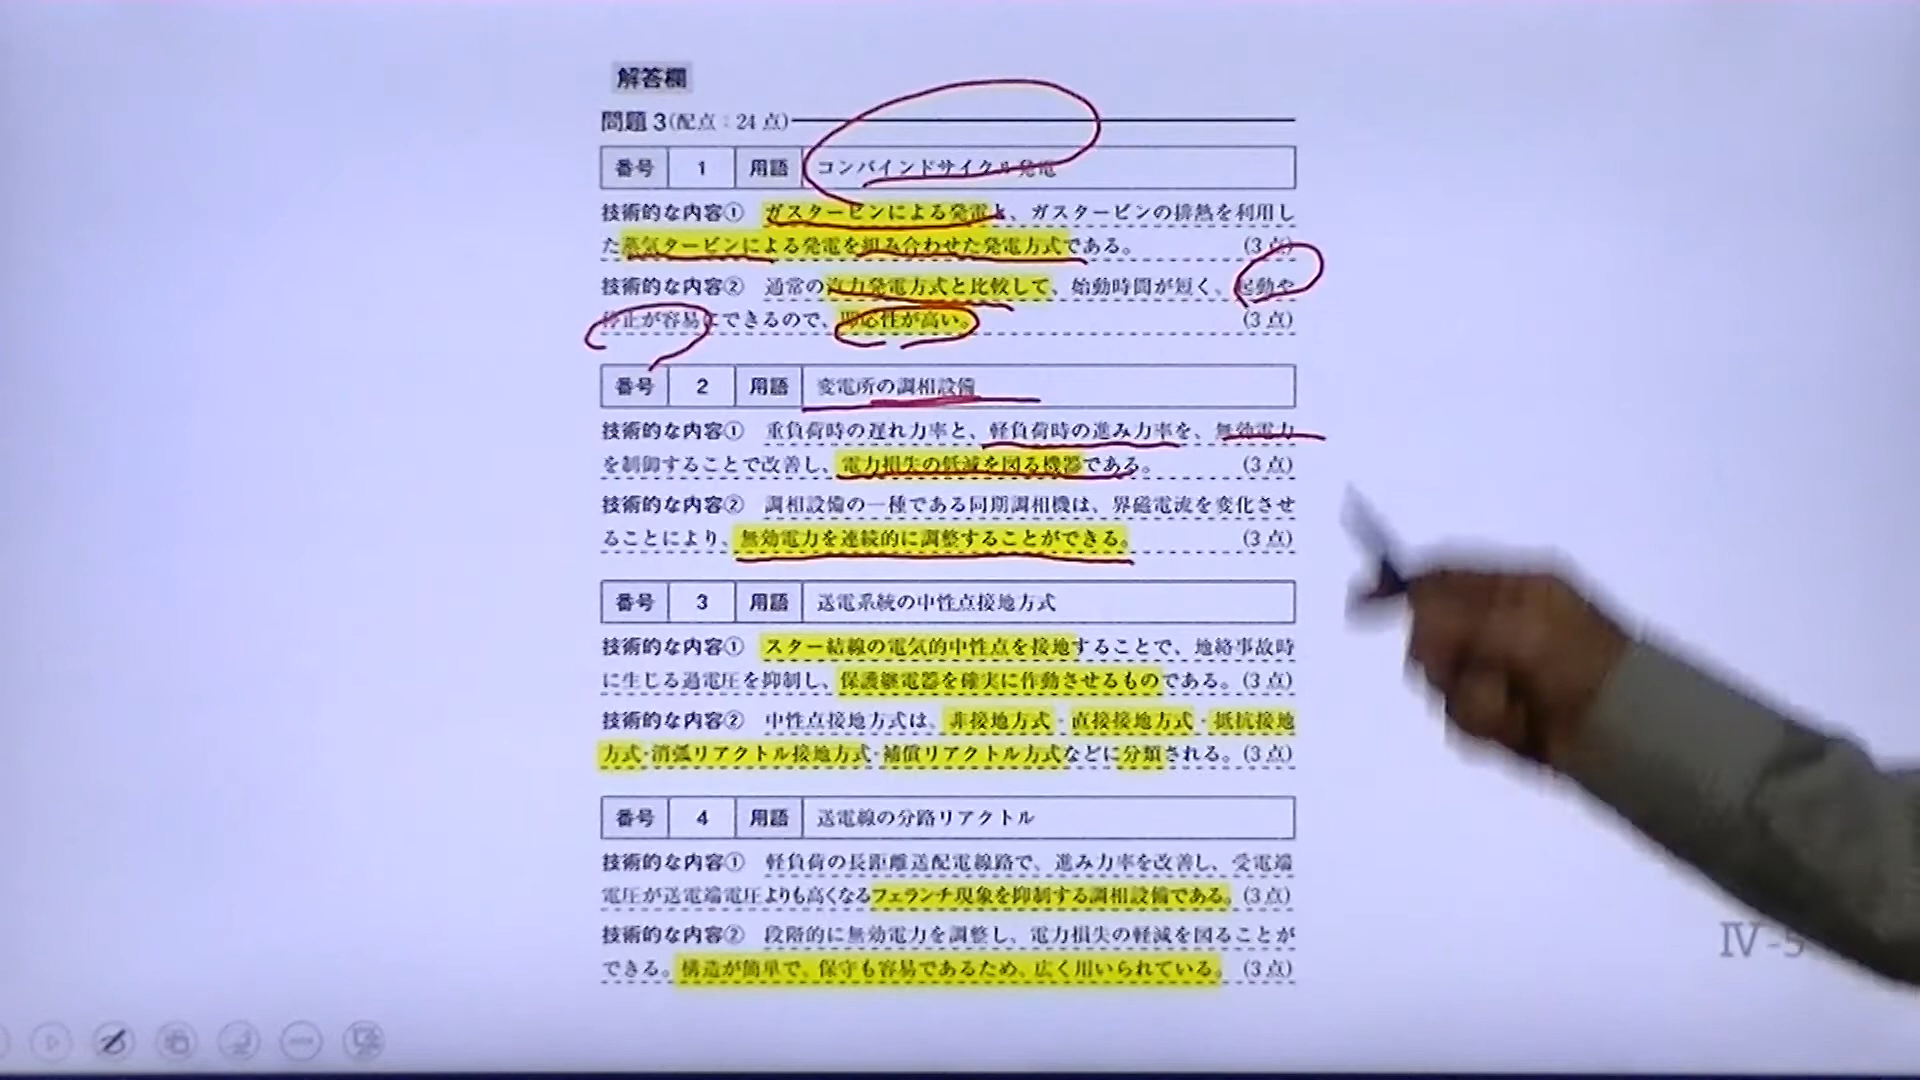 解答欄
問題3(配点：24点)
番号 1 用語 コンバインドサイクル発電
技術的な内容① ガスタービンによる発電と、ガスタービンの排熱を利用し
た蒸気タービンによる発電を組み合わせた発電方式である。 (3点)
技術的な内容② 通常の汽力発電方式と比較して、始動時間が短く、起動や
停止が容易にできるので、即応性が高い。 (3点)
番号 2 用語 変電所の調相設備
技術的な内容① 重負荷時の遅れ力率と、軽負荷時の進み力率を、無効電力
を制御することで改善し、電力損失の低減を図る機器である。 (3点)
技術的な内容② 調相設備の一種である同期調相機は、界磁電流を変化させ
ることにより、無効電力を連続的に調整することができる。 (3点)
番号 3 用語 送電系統の中性点接地方式
技術的な内容① スター結線の電気的中性点を接地することで、地絡事故時
に生じる過電圧を抑制し、保護継電器を確実に作動させるものである。(3点)
技術的な内容② 中性点接地方式は、非接地方式・直接接地方式・抵抗接地
方式・消弧リアクトル接地方式・補償リアクトル方式などに分類される。(3点)
番号 4 用語 送電線の分路リアクトル
技術的な内容① 軽負荷の長距離送配電線路で、進み力率を改善し、受電端
電圧が送電端電圧よりも高くなるフェランチ現象を抑制する調相設備である。(3点)
技術的な内容② 段階的に無効電力を調整し、電力損失の軽減を図ることが
できる。構造が簡単で、保守も容易であるため、広く用いられている。 (3点)
Ⅳ-5